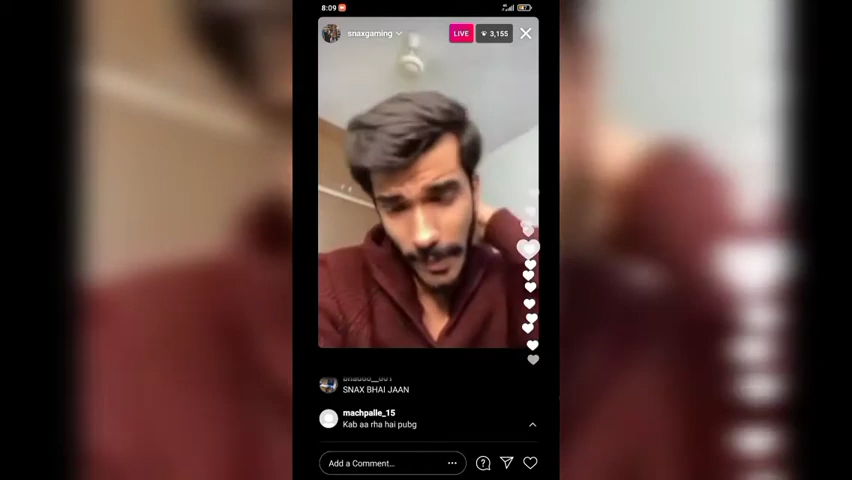 8:09
snaxgaming
LIVE
3,155
SNAX BHAI JAAN
machpalle_15
Kab aa rha hai pubg
Add a Comment...